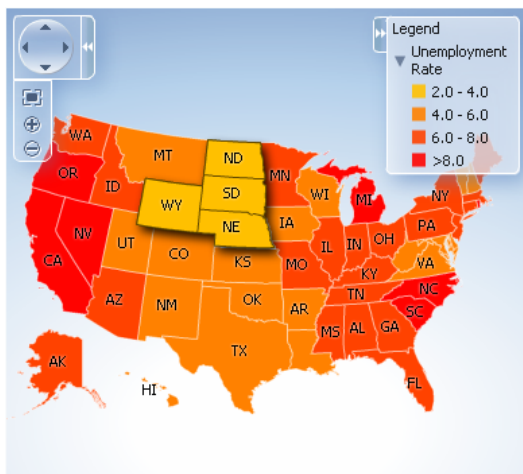 Legend
Unemployment
Rate
2.0 - 4.0
4.0 - 6.0
6.0 - 8.0
>8.0
WA
MT
ND
MN
OR
ID
SD
WI
MI
NY
WY
NE
IA
PA
NV
UT
CO
IL
IN
OH
CA
KS
MO
KY
VA
AZ
NM
OK
AR
TN
NC
SC
TX
MS
AL
GA
AK
HI
FL